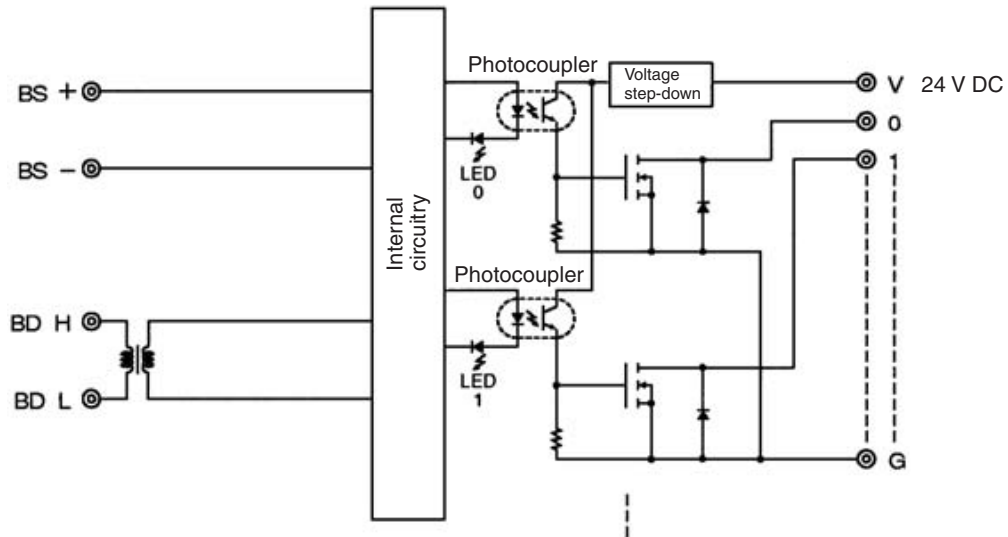 BS +
BS −
BD H
BD L
Internal
circuitry
Photocoupler
LED
0
Photocoupler
LED
1
Voltage
step-down
V 24 V DC
0
1
G